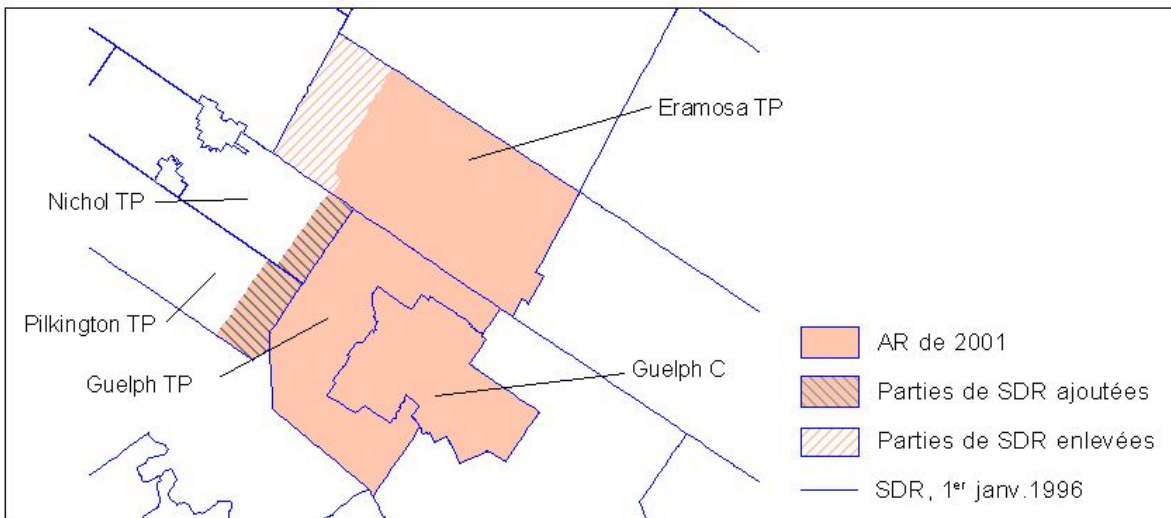 Eramosa TP
Nichol TP
Pilkington TP
Guelph TP
Guelph C
AR de 2001
Parties de SDR ajoutées
Parties de SDR enlevées
SDR, 1er janv.1996